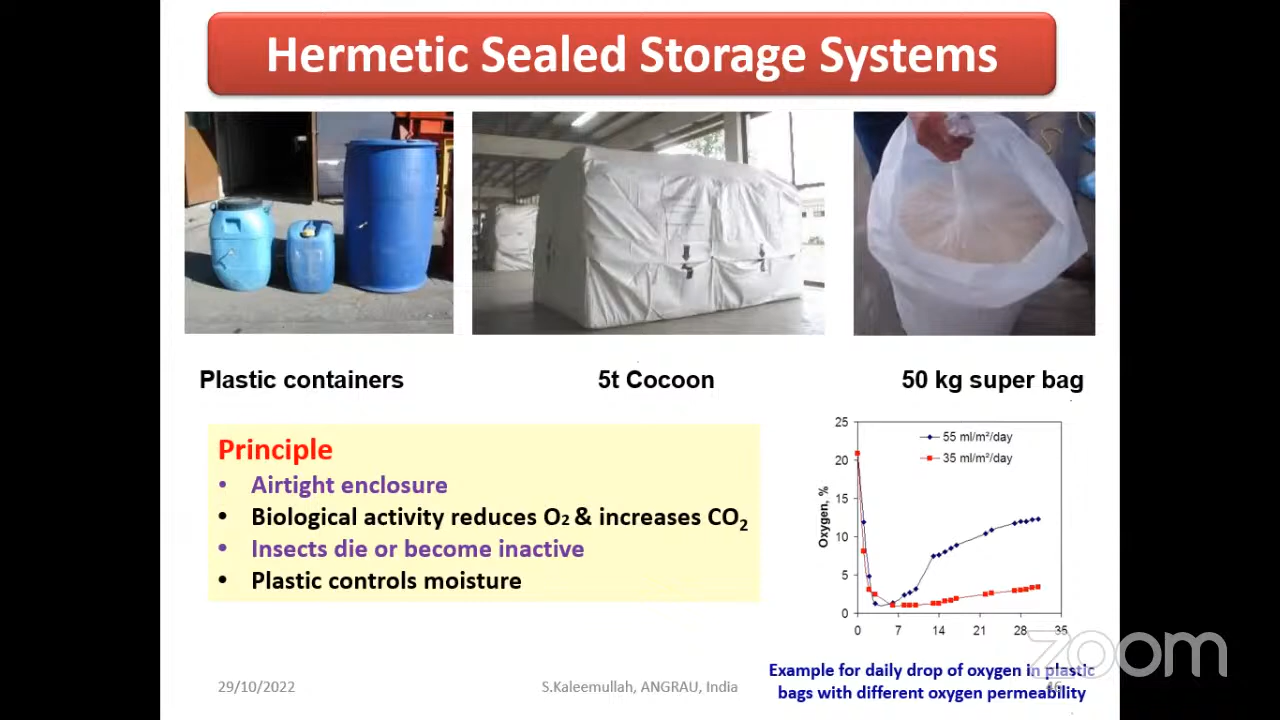 Hermetic Sealed Storage Systems
Plastic containers
5t Cocoon
50 kg super bag
Principle
• Airtight enclosure
• Biological activity reduces O2 & increases CO2
• Insects die or become inactive
• Plastic controls moisture
25
20
15
10
5
0
Oxygen, %
55 ml/m²/day
35 ml/m²/day
0 7 14 21 28 35
zoom
Example for daily drop of oxygen in plastic
bags with different oxygen permeability
29/10/2022
S.Kaleemullah, ANGRAU, India
46